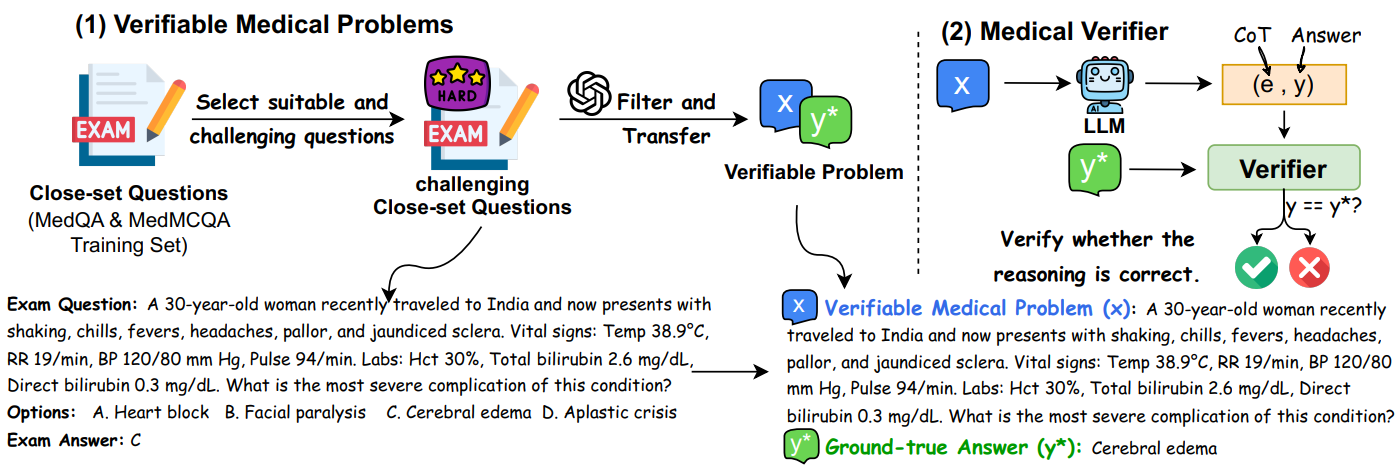 (1) Verifiable Medical Problems
EXAM
Close-set Questions
(MedQA & MedMCQA
Training Set)
Select suitable and
challenging questions
HARD
EXAM
challenging
Close-set Questions
Filter and
Transfer
x
y*
Verifiable Problem
(2) Medical Verifier
x
AI
LLM
CoT Answer
(e , y)
y*
Verifier
y == y*?
Verify whether the
reasoning is correct.
Exam Question: A 30-year-old woman recently traveled to India and now presents with
shaking, chills, fevers, headaches, pallor, and jaundiced sclera. Vital signs: Temp 38.9°C,
RR 19/min, BP 120/80 mm Hg, Pulse 94/min. Labs: Hct 30%, Total bilirubin 2.6 mg/dL,
Direct bilirubin 0.3 mg/dL. What is the most severe complication of this condition?
Options: A. Heart block B. Facial paralysis C. Cerebral edema D. Aplastic crisis
Exam Answer: C
x Verifiable Medical Problem (x): A 30-year-old woman recently
traveled to India and now presents with shaking, chills, fevers, headaches,
pallor, and jaundiced sclera. Vital signs: Temp 38.9°C, RR 19/min, BP 120/80
mm Hg, Pulse 94/min. Labs: Hct 30%, Total bilirubin 2.6 mg/dL, Direct
bilirubin 0.3 mg/dL. What is the most severe complication of this condition?
y* Ground-true Answer (y*): Cerebral edema